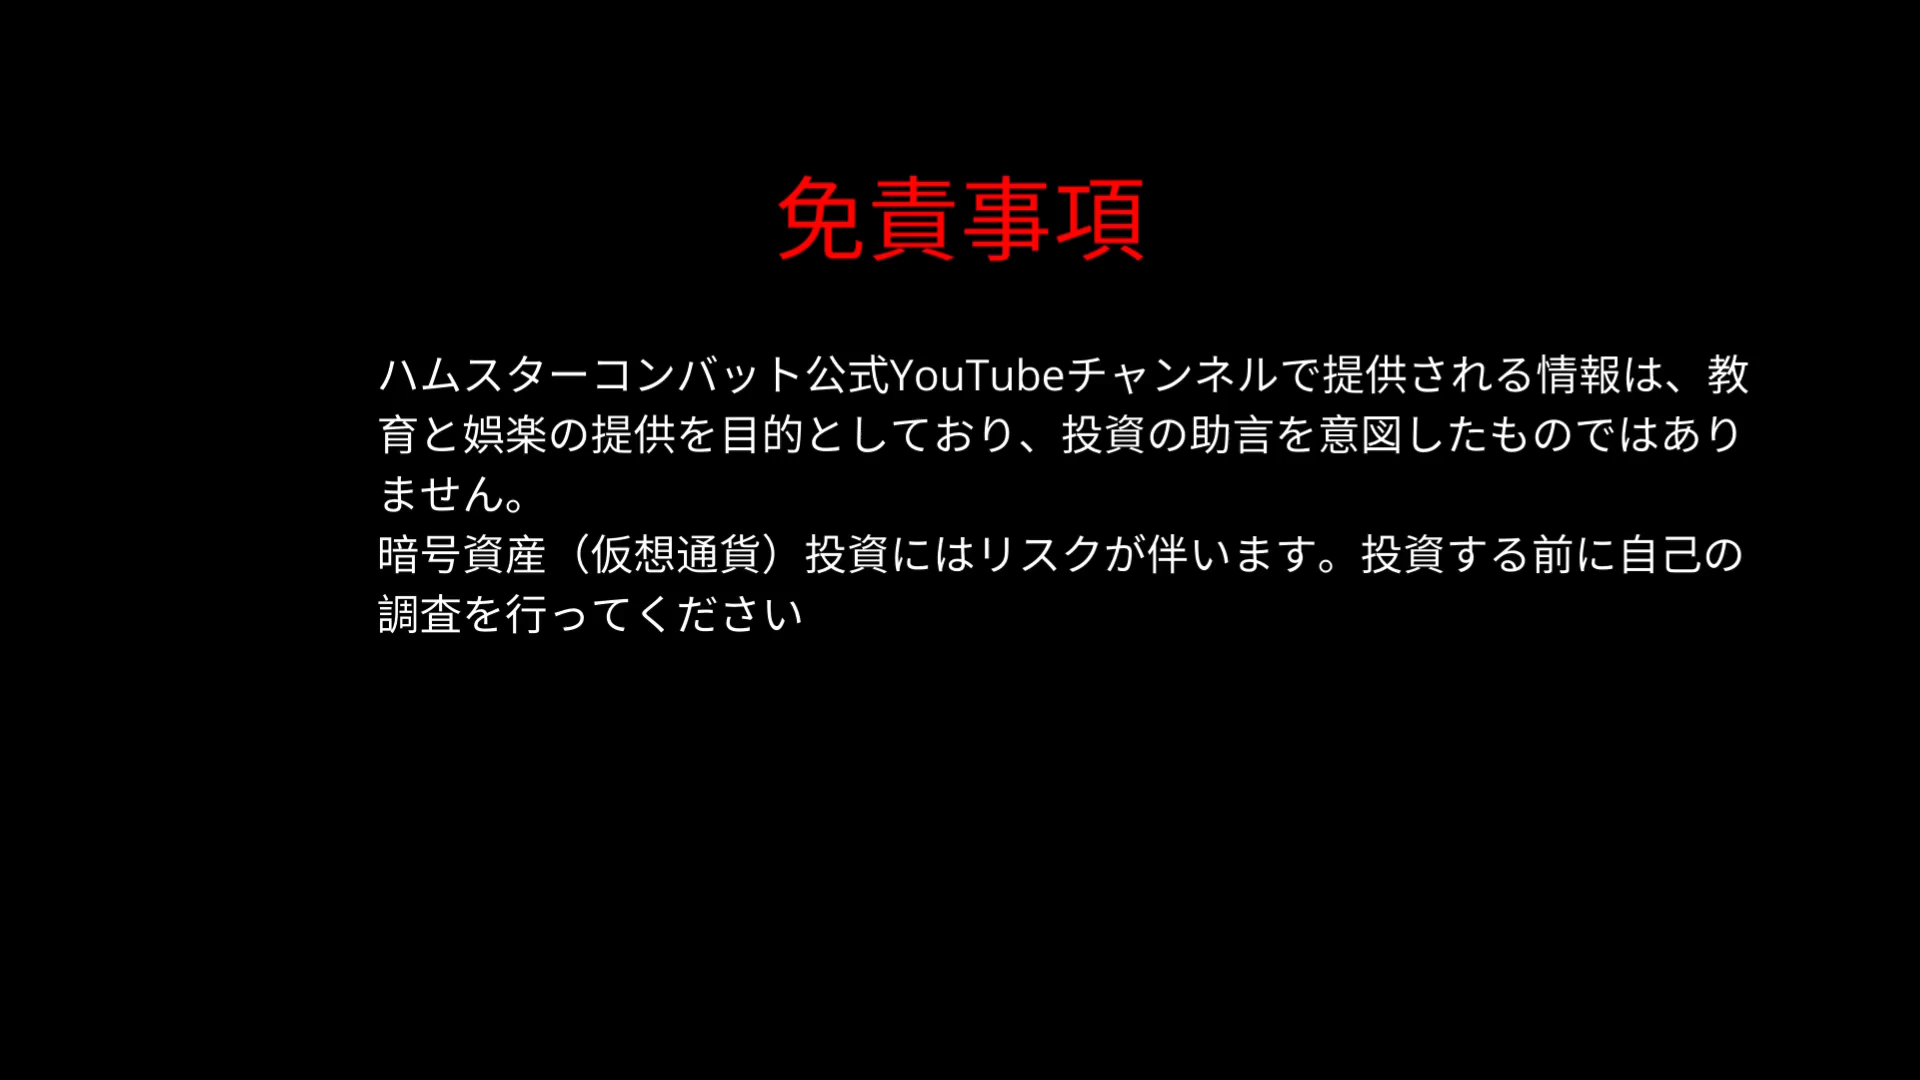 免責事項
ハムスターコンバット公式YouTubeチャンネルで提供される情報は、教
育と娯楽の提供を目的としており、投資の助言を意図したものではあり
ません。
暗号資産（仮想通貨）投資にはリスクが伴います。投資する前に自己の
調査を行ってください